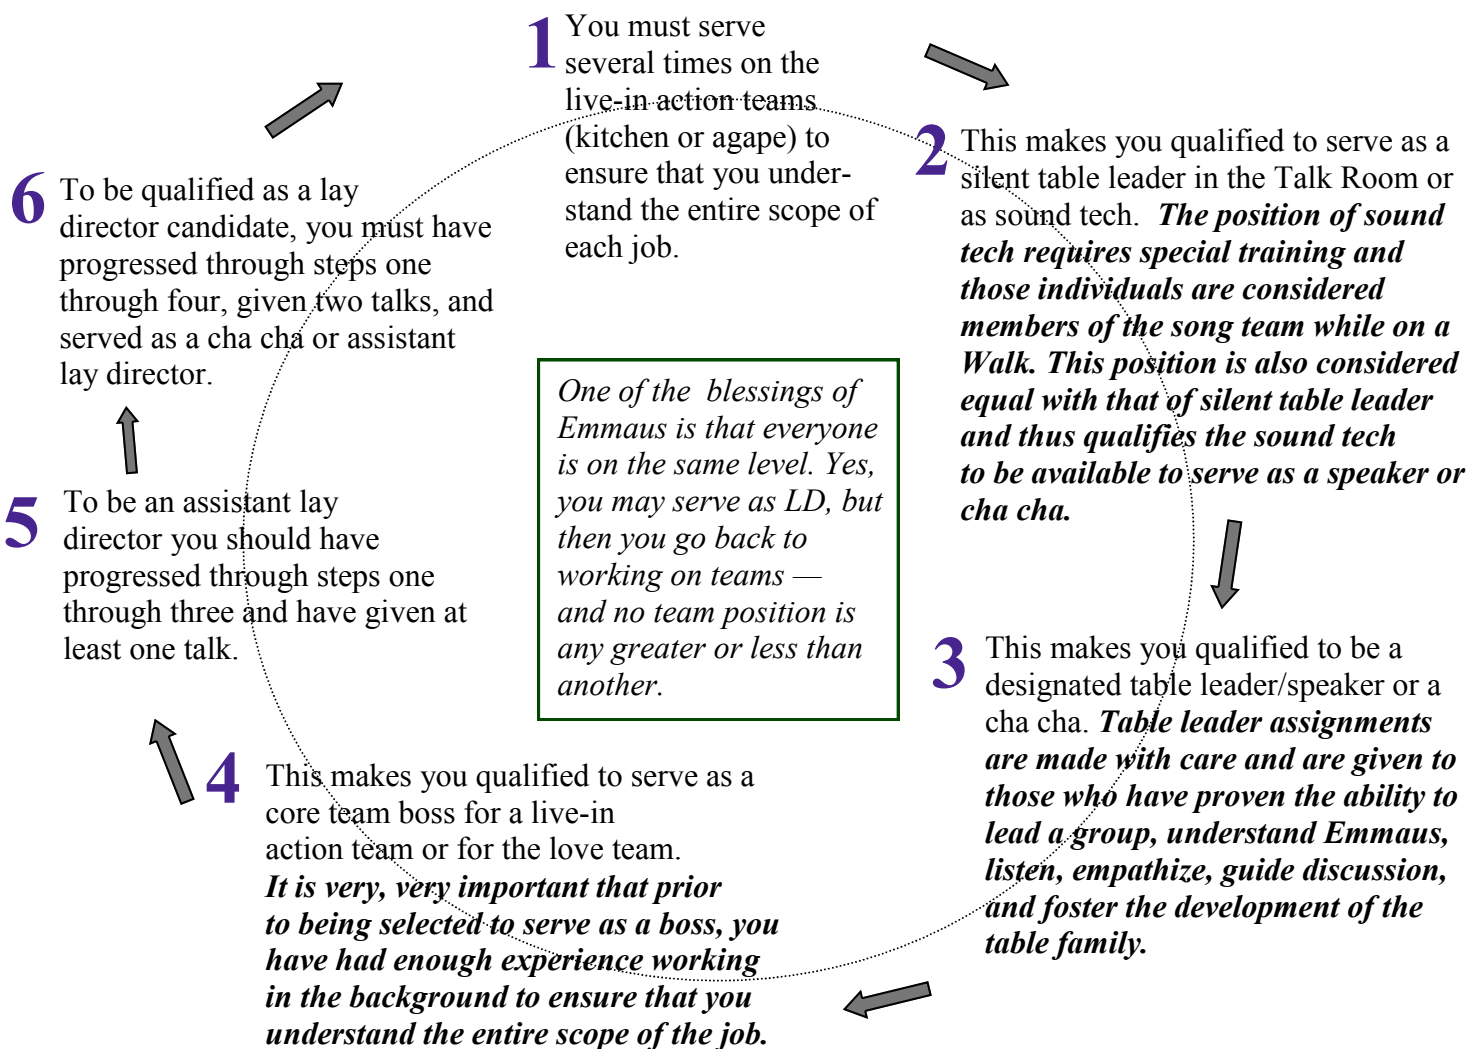 1 You must serve
several times on the
live-in action teams
(kitchen or agape) to
ensure that you under-
stand the entire scope of
each job.
2 This makes you qualified to serve as a
silent table leader in the Talk Room or
as sound tech. The position of sound
tech requires special training and
those individuals are considered
members of the song team while on a
Walk. This position is also considered
equal with that of silent table leader
and thus qualifies the sound tech
to be available to serve as a speaker or
cha cha.
3 This makes you qualified to be a
designated table leader/speaker or a
cha cha. Table leader assignments
are made with care and are given to
those who have proven the ability to
lead a group, understand Emmaus,
listen, empathize, guide discussion,
and foster the development of the
table family.
4 This makes you qualified to serve as a
core team boss for a live-in
action team or for the love team.
It is very, very important that prior
to being selected to serve as a boss, you
have had enough experience working
in the background to ensure that you
understand the entire scope of the job.
5 To be an assistant lay
director you should have
progressed through steps one
through three and have given at
least one talk.
6 To be qualified as a lay
director candidate, you must have
progressed through steps one
through four, given two talks, and
served as a cha cha or assistant
lay director.
One of the blessings of
Emmaus is that everyone
is on the same level. Yes,
you may serve as LD, but
then you go back to
working on teams —
and no team position is
any greater or less than
another.